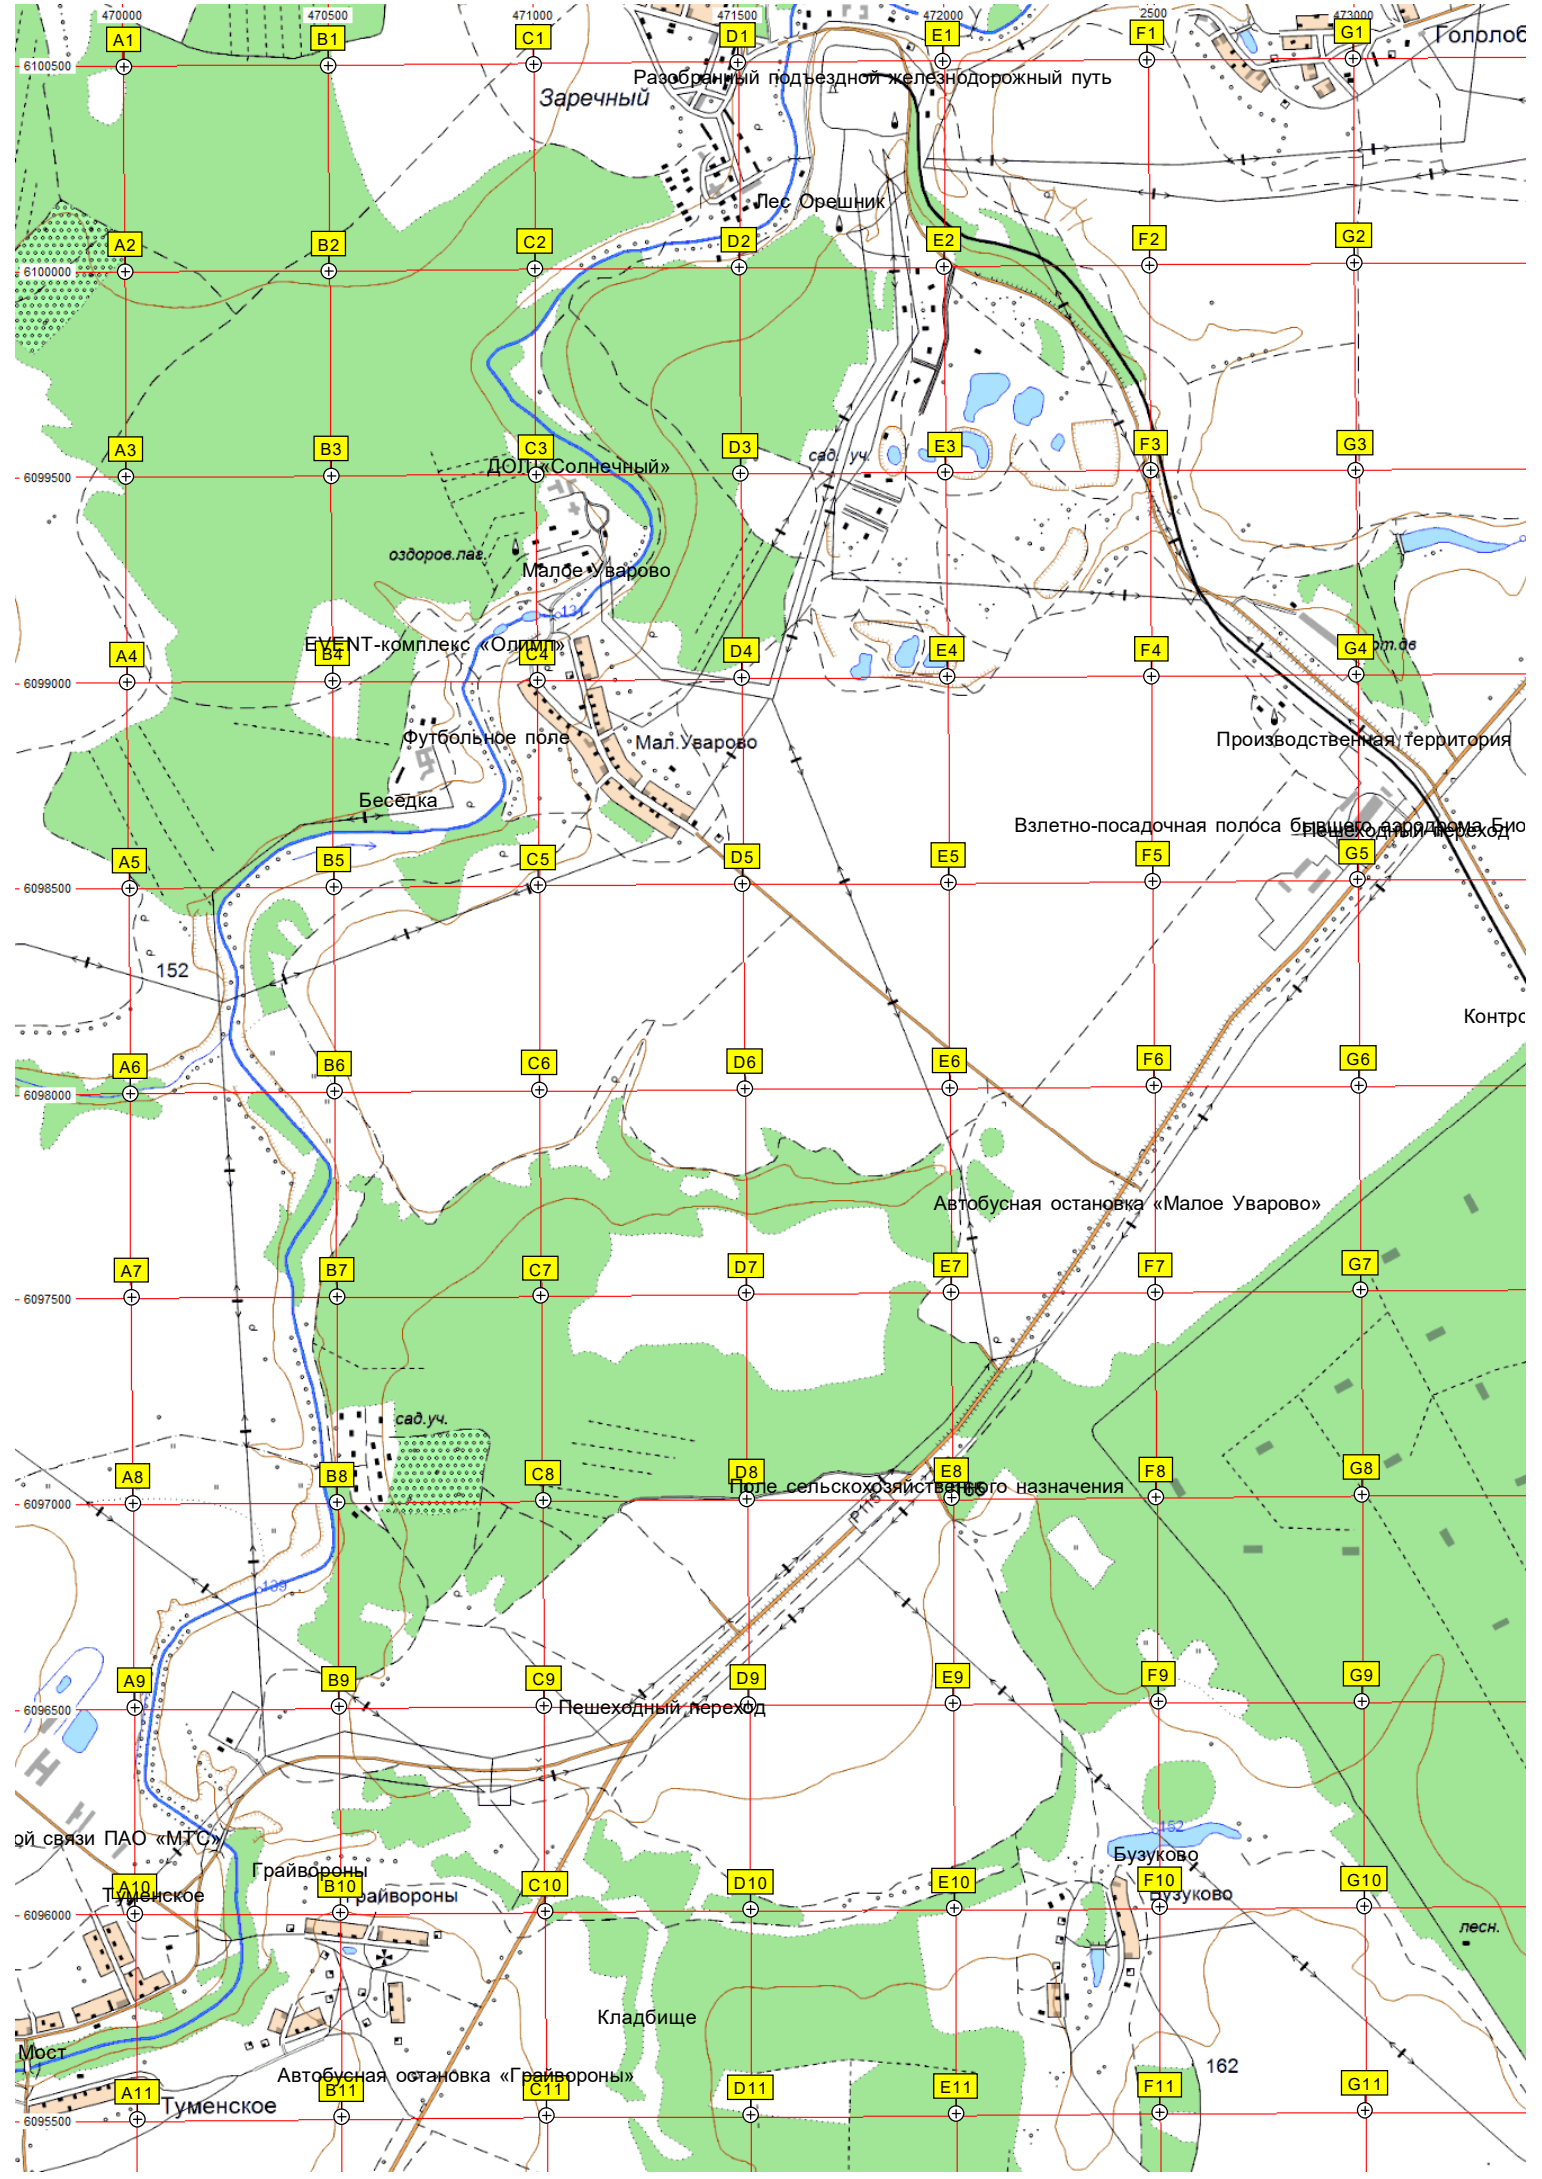 470000 470500 471000 471500 472000 2500 473000
A1 B1 C1 D1 E1 F1 G1
Гололоб
6100500
Разобранный подъездной железнодорожный путь
Заречный
Лес Орешник
A2 B2 C2 D2 E2 F2 G2
6100000
A3 B3 C3 D3 E3 F3 G3
сад. уч.
ДОЛ «Солнечный»
6099500
оздоров.лаг.
Малое Уварово
131
EVENT-комплекс «Олимп»
A4 B4 C4 D4 E4 F4 G4
6099000
Футбольное поле
Мал.Уварово
Производственная территория
Беседка
Взлетно-посадочная полоса бывшего аэродрома Био
Пешеходный переход
A5 B5 C5 D5 E5 F5 G5
6098500
152
Контро
A6 B6 C6 D6 E6 F6 G6
6098000
Автобусная остановка «Малое Уварово»
A7 B7 C7 D7 E7 F7 G7
6097500
сад.уч.
A8 B8 C8 D8 E8 F8 G8
Поле сельскохозяйственного назначения
6097000
Р115
139
A9 B9 C9 D9 E9 F9 G9
6096500
Пешеходный переход
152
ой связи ПАО «МТС»
Бузуково
Грайвороны
A10 B10 C10 D10 E10 F10 G10
Туменское
райвороны
Бузуково
6096000
лесн.
Кладбище
Мост
162
Автобусная остановка «Грайвороны»
A11 B11 C11 D11 E11 F11 G11
Туменское
6095500